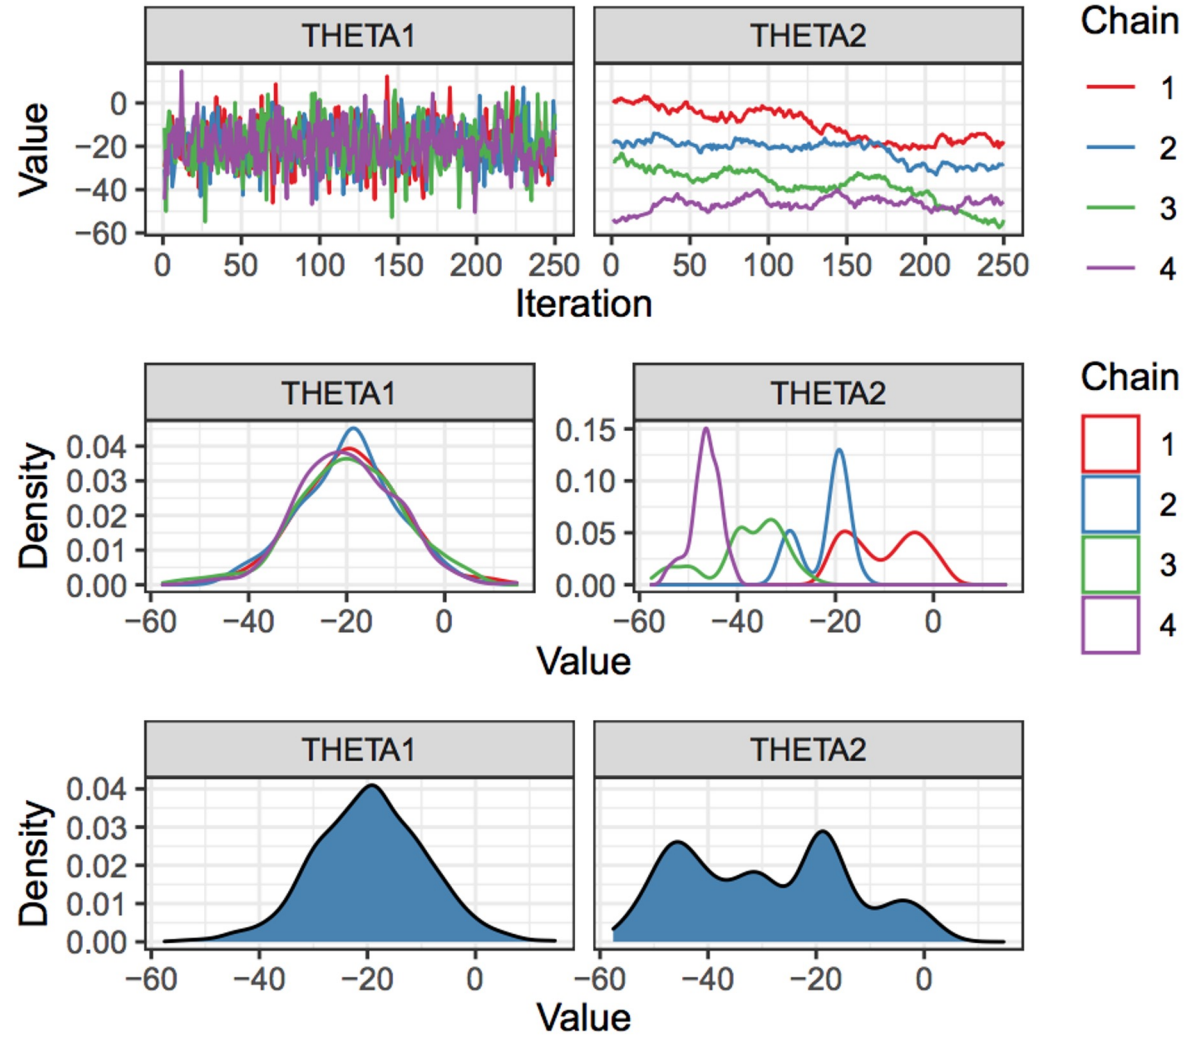 THETA1 THETA2
Value
0
−20
−40
−60
0 50 100 150 200 250 0 50 100 150 200 250
Iteration
Chain
1
2
3
4
THETA1 THETA2
Density
0.04
0.03
0.02
0.01
0.00
−60 −40 −20 0
0.15
0.10
0.05
0.00
−60 −40 −20 0
Value
Chain
1
2
3
4
THETA1 THETA2
Density
0.04
0.03
0.02
0.01
0.00
−60 −40 −20 0 −60 −40 −20 0
Value